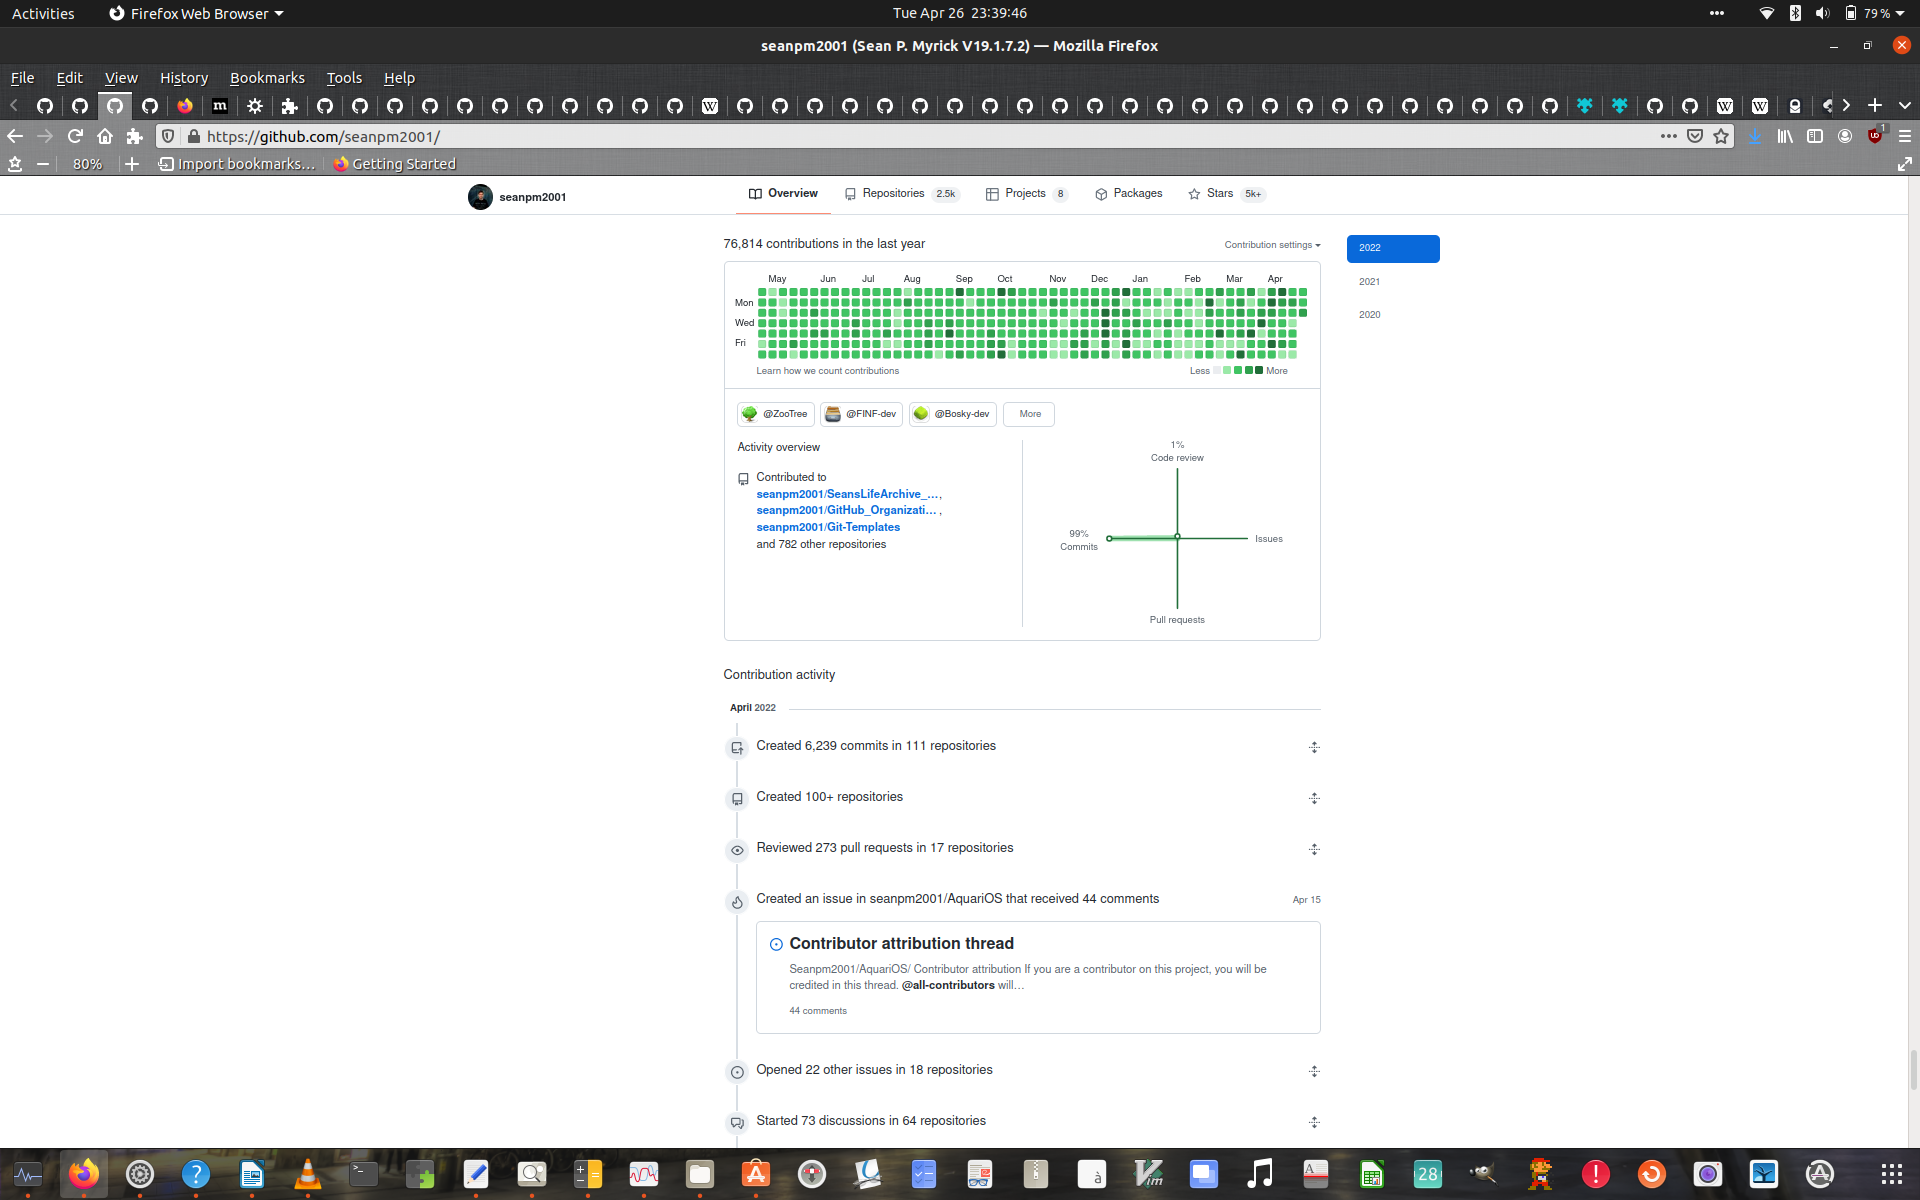 Activities Firefox Web Browser Tue Apr 26 23:39:46 79 %
seanpm2001 (Sean P. Myrick V19.1.7.2) — Mozilla Firefox
File Edit View History Bookmarks Tools Help
https://github.com/seanpm2001/
80% Import bookmarks... Getting Started
seanpm2001 Overview Repositories 2.5k Projects 8 Packages Stars 5k+
76,814 contributions in the last year Contribution settings
2022
2021
2020
May Jun Jul Aug Sep Oct Nov Dec Jan Feb Mar Apr
Mon
Wed
Fri
Learn how we count contributions Less More
@ZooTree @FINF-dev @Bosky-dev More
Activity overview
Contributed to
seanpm2001/SeansLifeArchive_... ,
seanpm2001/GitHub_Organizati... ,
seanpm2001/Git-Templates
and 782 other repositories
1%
Code review
99%
Commits
Issues
Pull requests
Contribution activity
April 2022
Created 6,239 commits in 111 repositories
Created 100+ repositories
Reviewed 273 pull requests in 17 repositories
Created an issue in seanpm2001/AquariOS that received 44 comments Apr 15
Contributor attribution thread
Seanpm2001/AquariOS/ Contributor attribution If you are a contributor on this project, you will be
credited in this thread. @all-contributors will…
44 comments
Opened 22 other issues in 18 repositories
Started 73 discussions in 64 repositories
28